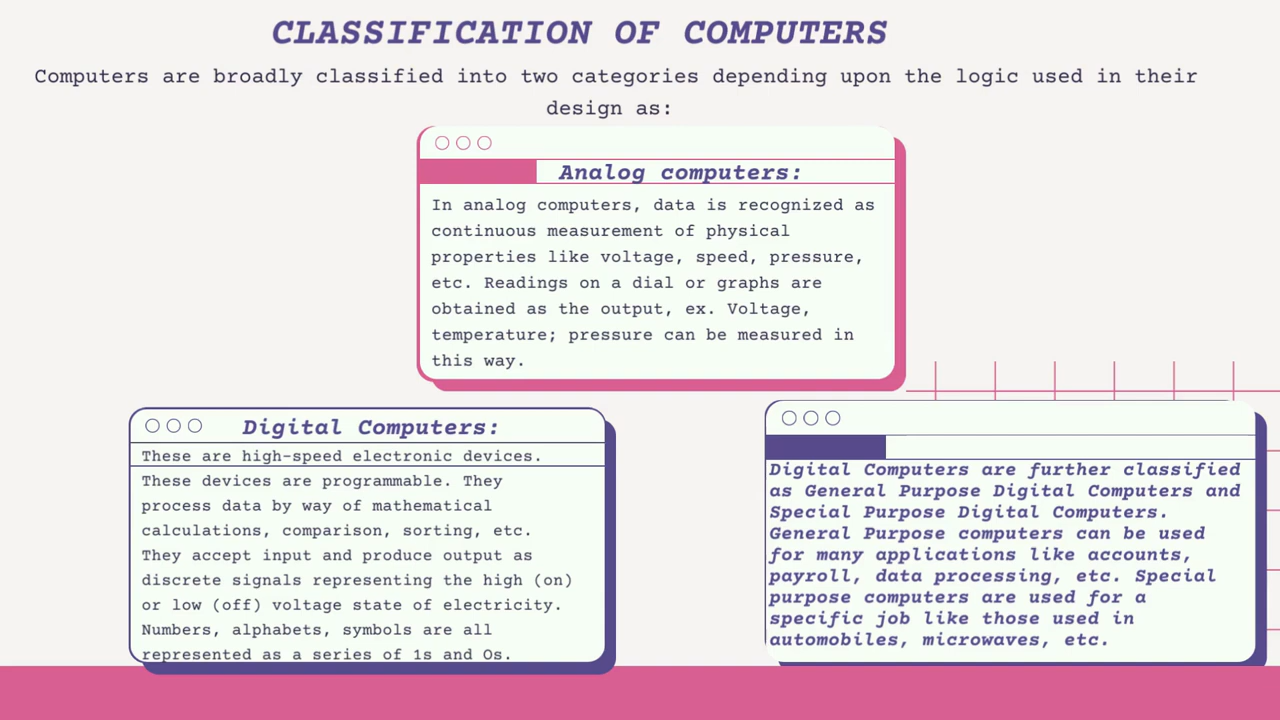 CLASSIFICATION OF COMPUTERS
Computers are broadly classified into two categories depending upon the logic used in their
design as:
Analog computers:
In analog computers, data is recognized as
continuous measurement of physical
properties like voltage, speed, pressure,
etc. Readings on a dial or graphs are
obtained as the output, ex. Voltage,
temperature; pressure can be measured in
this way.
Digital Computers:
These are high-speed electronic devices.
These devices are programmable. They
process data by way of mathematical
calculations, comparison, sorting, etc.
They accept input and produce output as
discrete signals representing the high (on)
or low (off) voltage state of electricity.
Numbers, alphabets, symbols are all
represented as a series of 1s and Os.
Digital Computers are further classified
as General Purpose Digital Computers and
Special Purpose Digital Computers.
General Purpose computers can be used
for many applications like accounts,
payroll, data processing, etc. Special
purpose computers are used for a
specific job like those used in
automobiles, microwaves, etc.